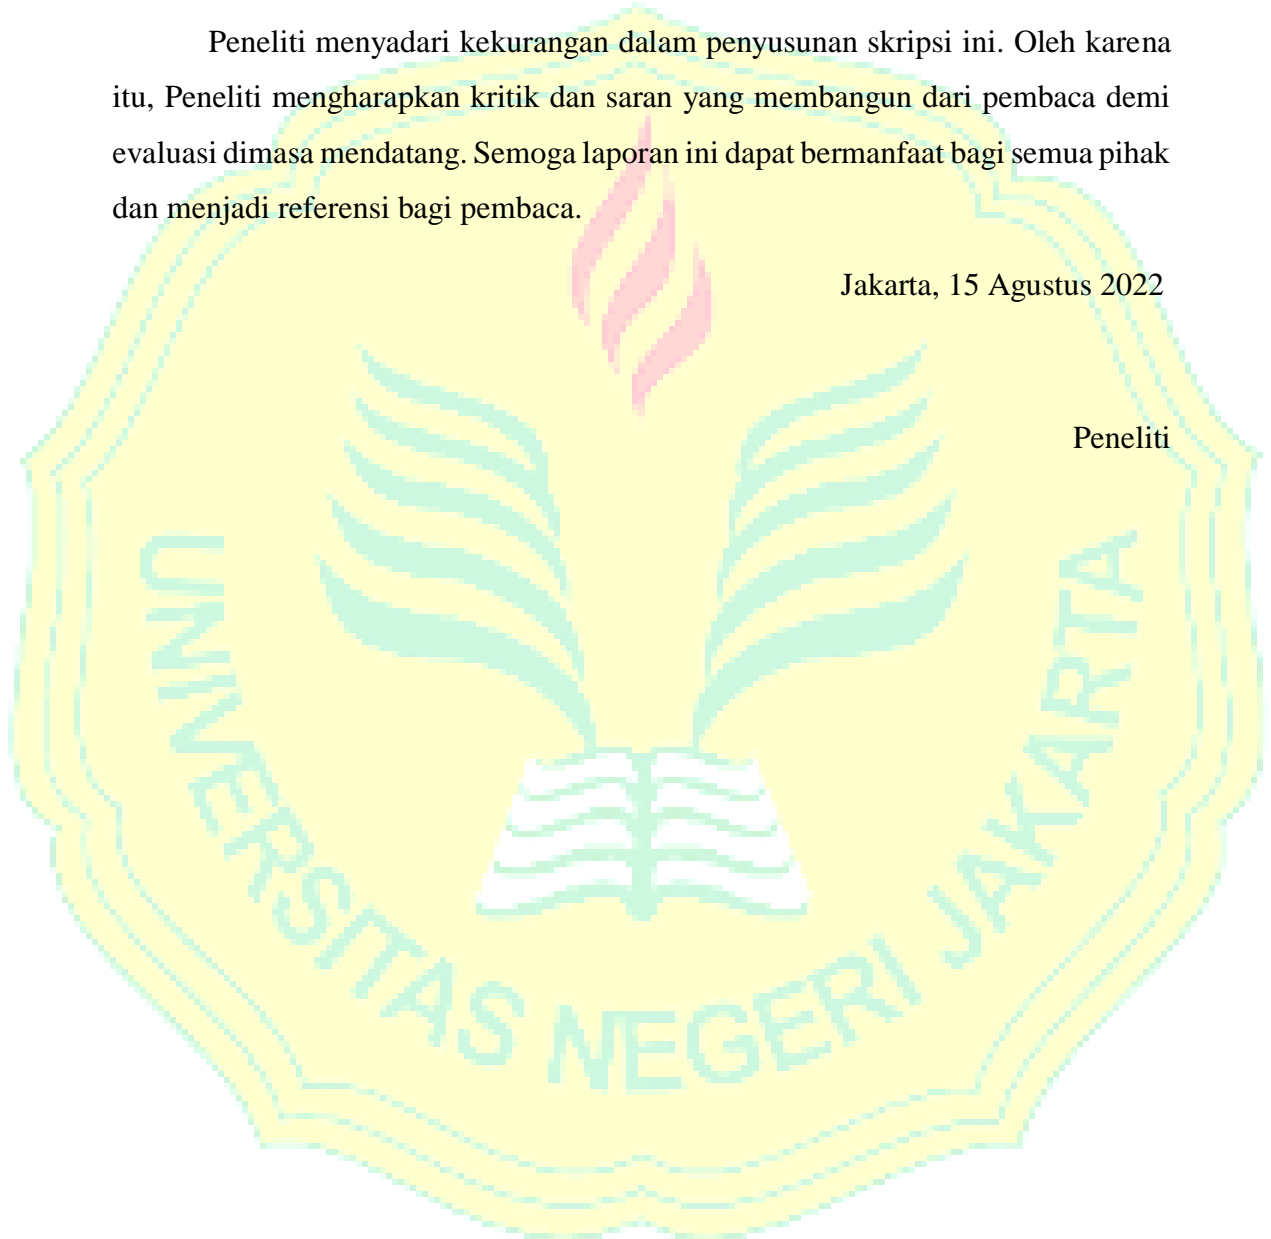 Peneliti menyadari kekurangan dalam penyusunan skripsi ini. Oleh karena
itu, Peneliti mengharapkan kritik dan saran yang membangun dari pembaca demi
evaluasi dimasa mendatang. Semoga laporan ini dapat bermanfaat bagi semua pihak
dan menjadi referensi bagi pembaca.
Jakarta, 15 Agustus 2022
Peneliti
UNIVERSITAS NEGERI JAKARTA